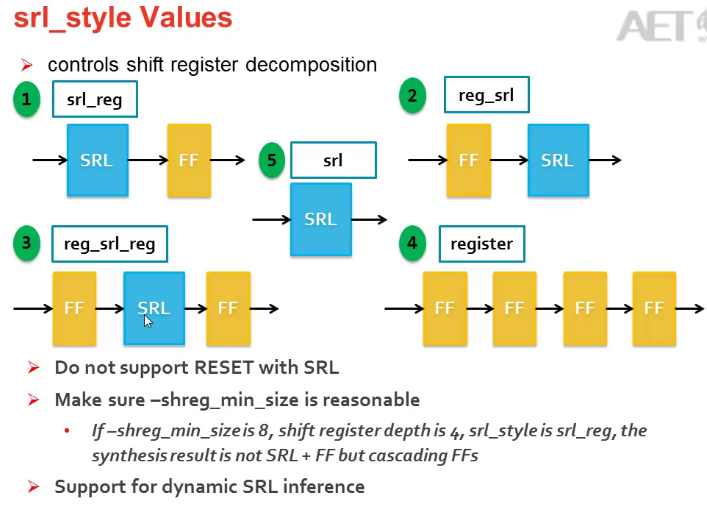 srl_style Values
AET
controls shift register decomposition
1 srl_reg
SRL FF
2 reg_srl
FF SRL
5 srl
SRL
3 reg_srl_reg
FF SRL FF
4 register
FF FF FF FF
Do not support RESET with SRL
Make sure –shreg_min_size is reasonable
If –shreg_min_size is 8, shift register depth is 4, srl_style is srl_reg, the
synthesis result is not SRL + FF but cascading FFs
Support for dynamic SRL inference